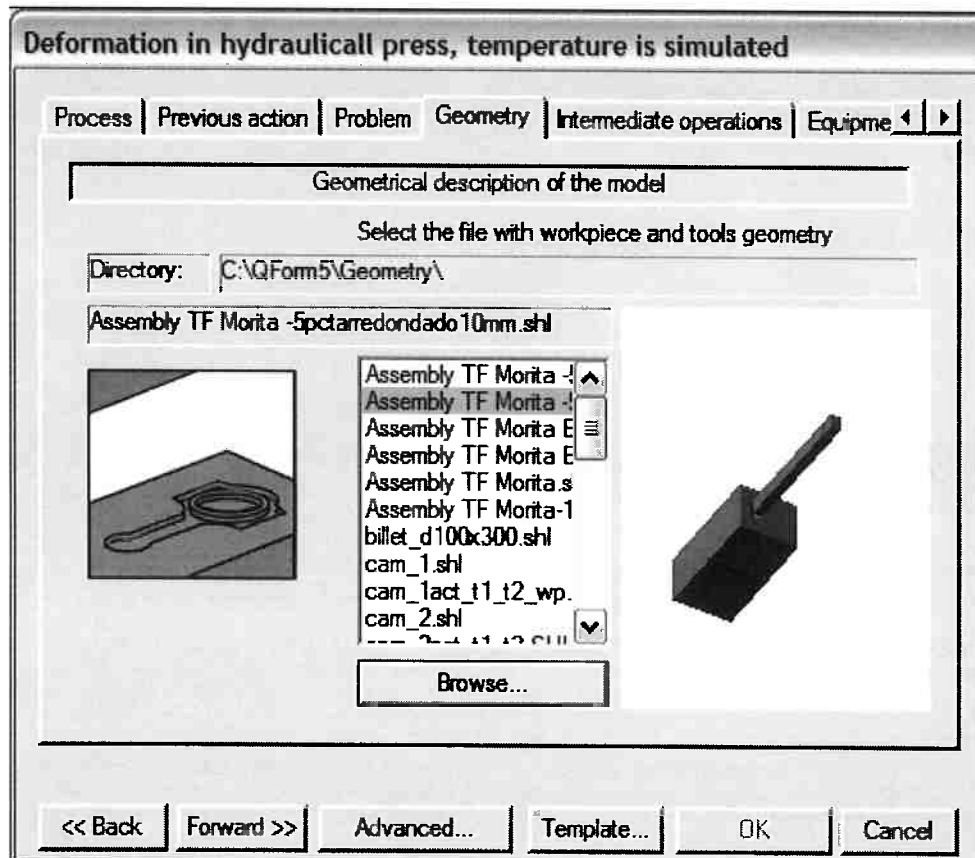 Deformation in hydraulicall press, temperature is simulated
Process Previous action Problem Geometry Intermediate operations Equipme
Geometrical description of the model
Select the file with workpiece and tools geometry
Directory: C:\QForm5\Geometry\
Assembly TF Morita -5pctarredondado10mm.shl
Assembly TF Morita -
Assembly TF Morita -
Assembly TF Morita E
Assembly TF Morita E
Assembly TF Morita.s
Assembly TF Morita-1
billet_d100x300.shl
cam_1.shl
cam_1act_t1_t2_wp.
cam_2.shl
Browse...
<< Back Forward >> Advanced... Template... OK Cancel